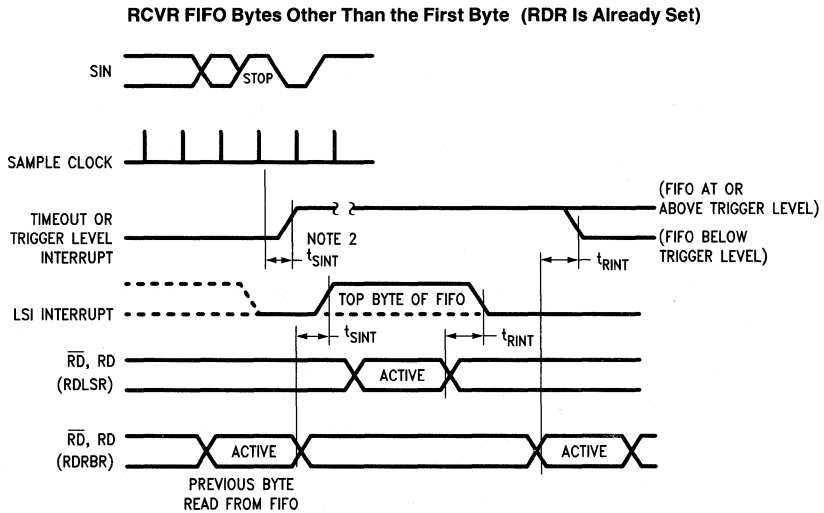 RCVR FIFO Bytes Other Than the First Byte (RDR Is Already Set)
SIN
STOP
SAMPLE CLOCK
(FIFO AT OR
ABOVE TRIGGER LEVEL)
TIMEOUT OR
TRIGGER LEVEL
INTERRUPT
NOTE 2
tSINT
(FIFO BELOW
TRIGGER LEVEL)
tRINT
LSI INTERRUPT
TOP BYTE OF FIFO
tSINT
tRINT
R̅D̅, RD
(RDLSR)
ACTIVE
R̅D̅, RD
(RDRBR)
ACTIVE
ACTIVE
PREVIOUS BYTE
READ FROM FIFO